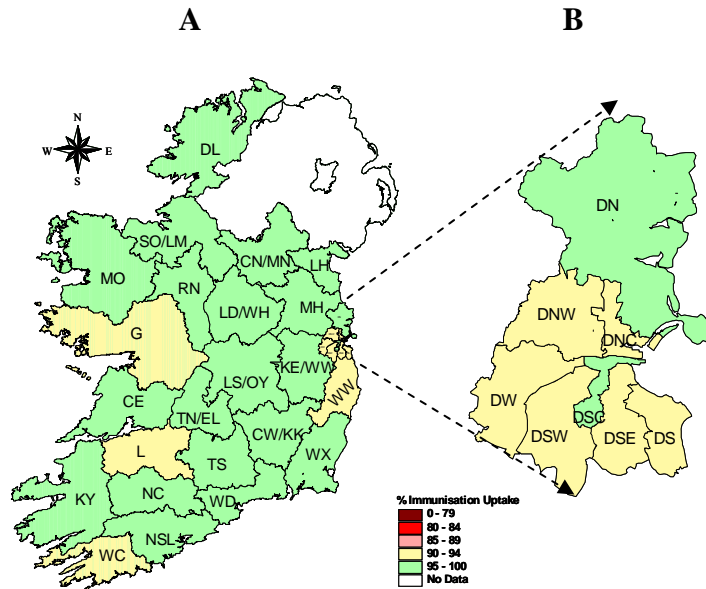 A
B
N
W E
S
DL
SO/LM
CN/MN
LH
MO
RN
LD/WH
MH
G
KE/WW
LS/OY
WW
CE
TN/EL
CW/KK
L
TS
WX
KY
NC
WD
NSL
WC
DN
DNW
DNC
DW
DSC
DSW
DSE
DS
% Immunisation Uptake
0 - 79
80 - 84
85 - 89
90 - 94
95 - 100
No Data